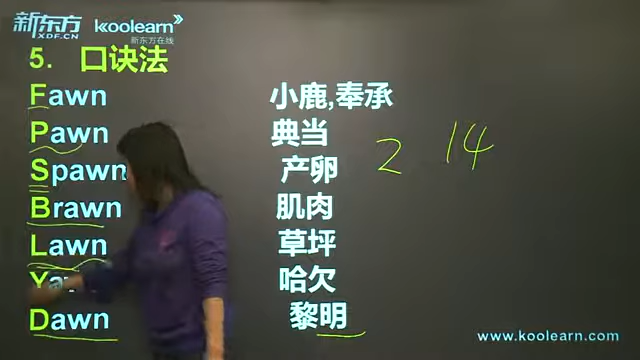 新东方 koolearn
XDF.CN 新东方在线
5. 口诀法
Fawn 小鹿,奉承
Pawn 典当
Spawn 产卵
2 14
Brawn 肌肉
Lawn 草坪
哈欠
Dawn 黎明
www.koolearn.com